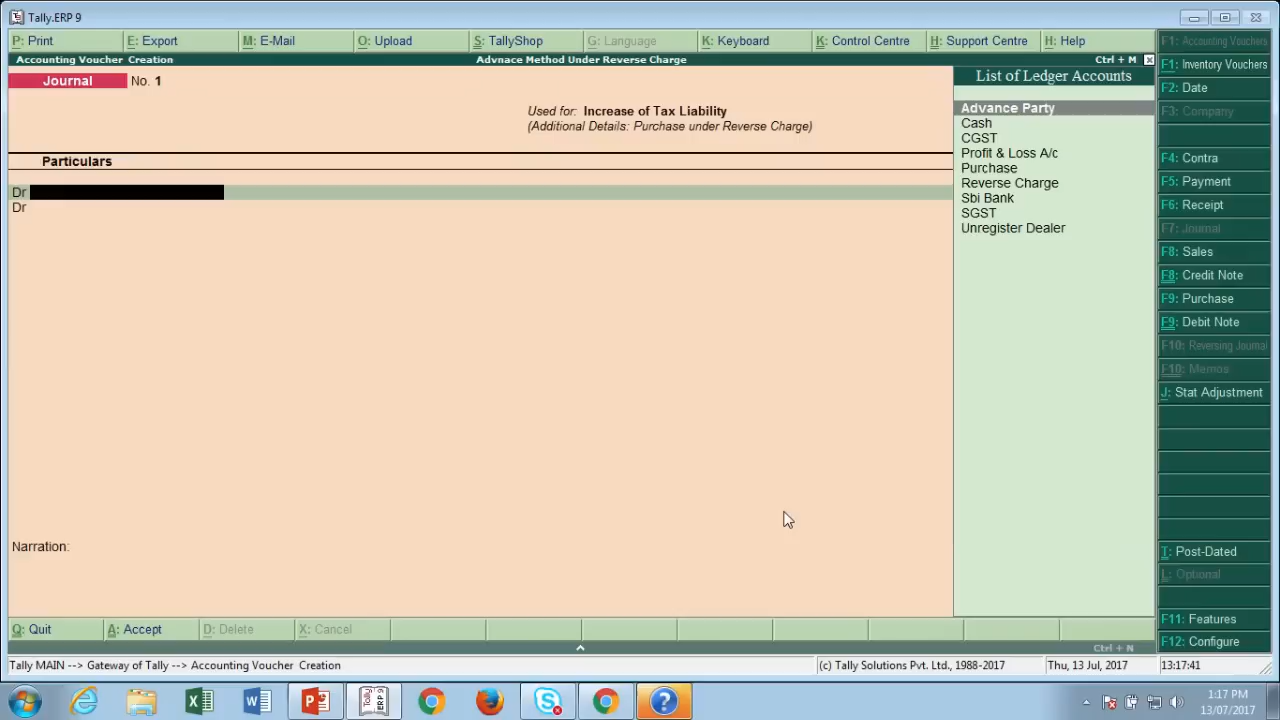 Tally.ERP 9
P: Print E: Export M: E-Mail O: Upload S: TallyShop G: Language K: Keyboard K: Control Centre H: Support Centre H: Help
Accounting Voucher Creation Advnace Method Under Reverse Charge Ctrl + M
Journal No. 1
Used for: Increase of Tax Liability
(Additional Details: Purchase under Reverse Charge)
Particulars
Dr
Dr
Narration:
List of Ledger Accounts
Advance Party
Cash
CGST
Profit & Loss A/c
Purchase
Reverse Charge
Sbi Bank
SGST
Unregister Dealer
F1: Accounting Vouchers
F1: Inventory Vouchers
F2: Date
F3: Company
F4: Contra
F5: Payment
F6: Receipt
F7: Journal
F8: Sales
F8: Credit Note
F9: Purchase
F9: Debit Note
F10: Reversing Journal
F10: Memos
J: Stat Adjustment
T: Post-Dated
L: Optional
F11: Features
F12: Configure
Q: Quit A: Accept D: Delete X: Cancel
Ctrl + N
Tally MAIN --> Gateway of Tally --> Accounting Voucher Creation (c) Tally Solutions Pvt. Ltd., 1988-2017 Thu, 13 Jul, 2017 13:17:41
1:17 PM
13/07/2017